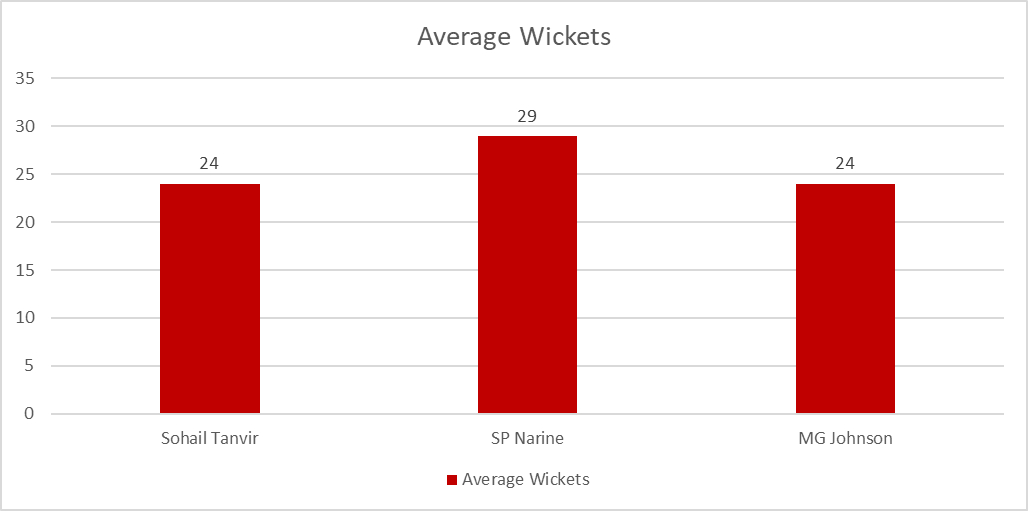 Average Wickets
35
30
25
20
15
10
5
0
24
29
24
Sohail Tanvir
SP Narine
MG Johnson
Average Wickets